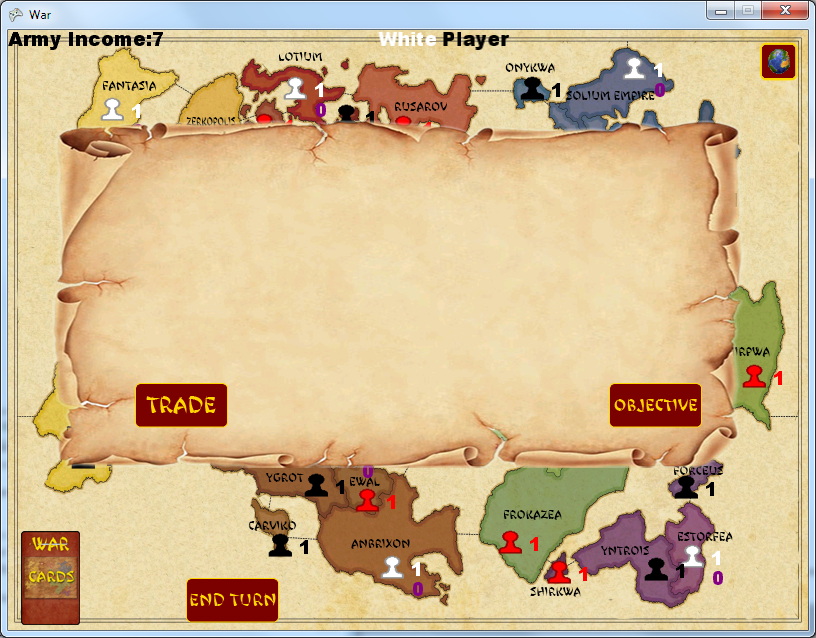 War
Army Income:7
White Player
LOTIUM
ONYKWA
FANTASIA
1
1
1
1
SOLIUM EMPIRE
0
0
RUSAROV
ZERKOPOLIS
1
1
IRFWA
1
TRADE
OBJECTIVE
YGROT
1
EWAL
0
1
FORCEUS
1
CARVIKO
1
FROKAZEA
1
ANBRIXON
1
0
YNTROIS
1
ESTORFEA
1
0
SHIRKWA
1
WAR
CARDS
END TURN